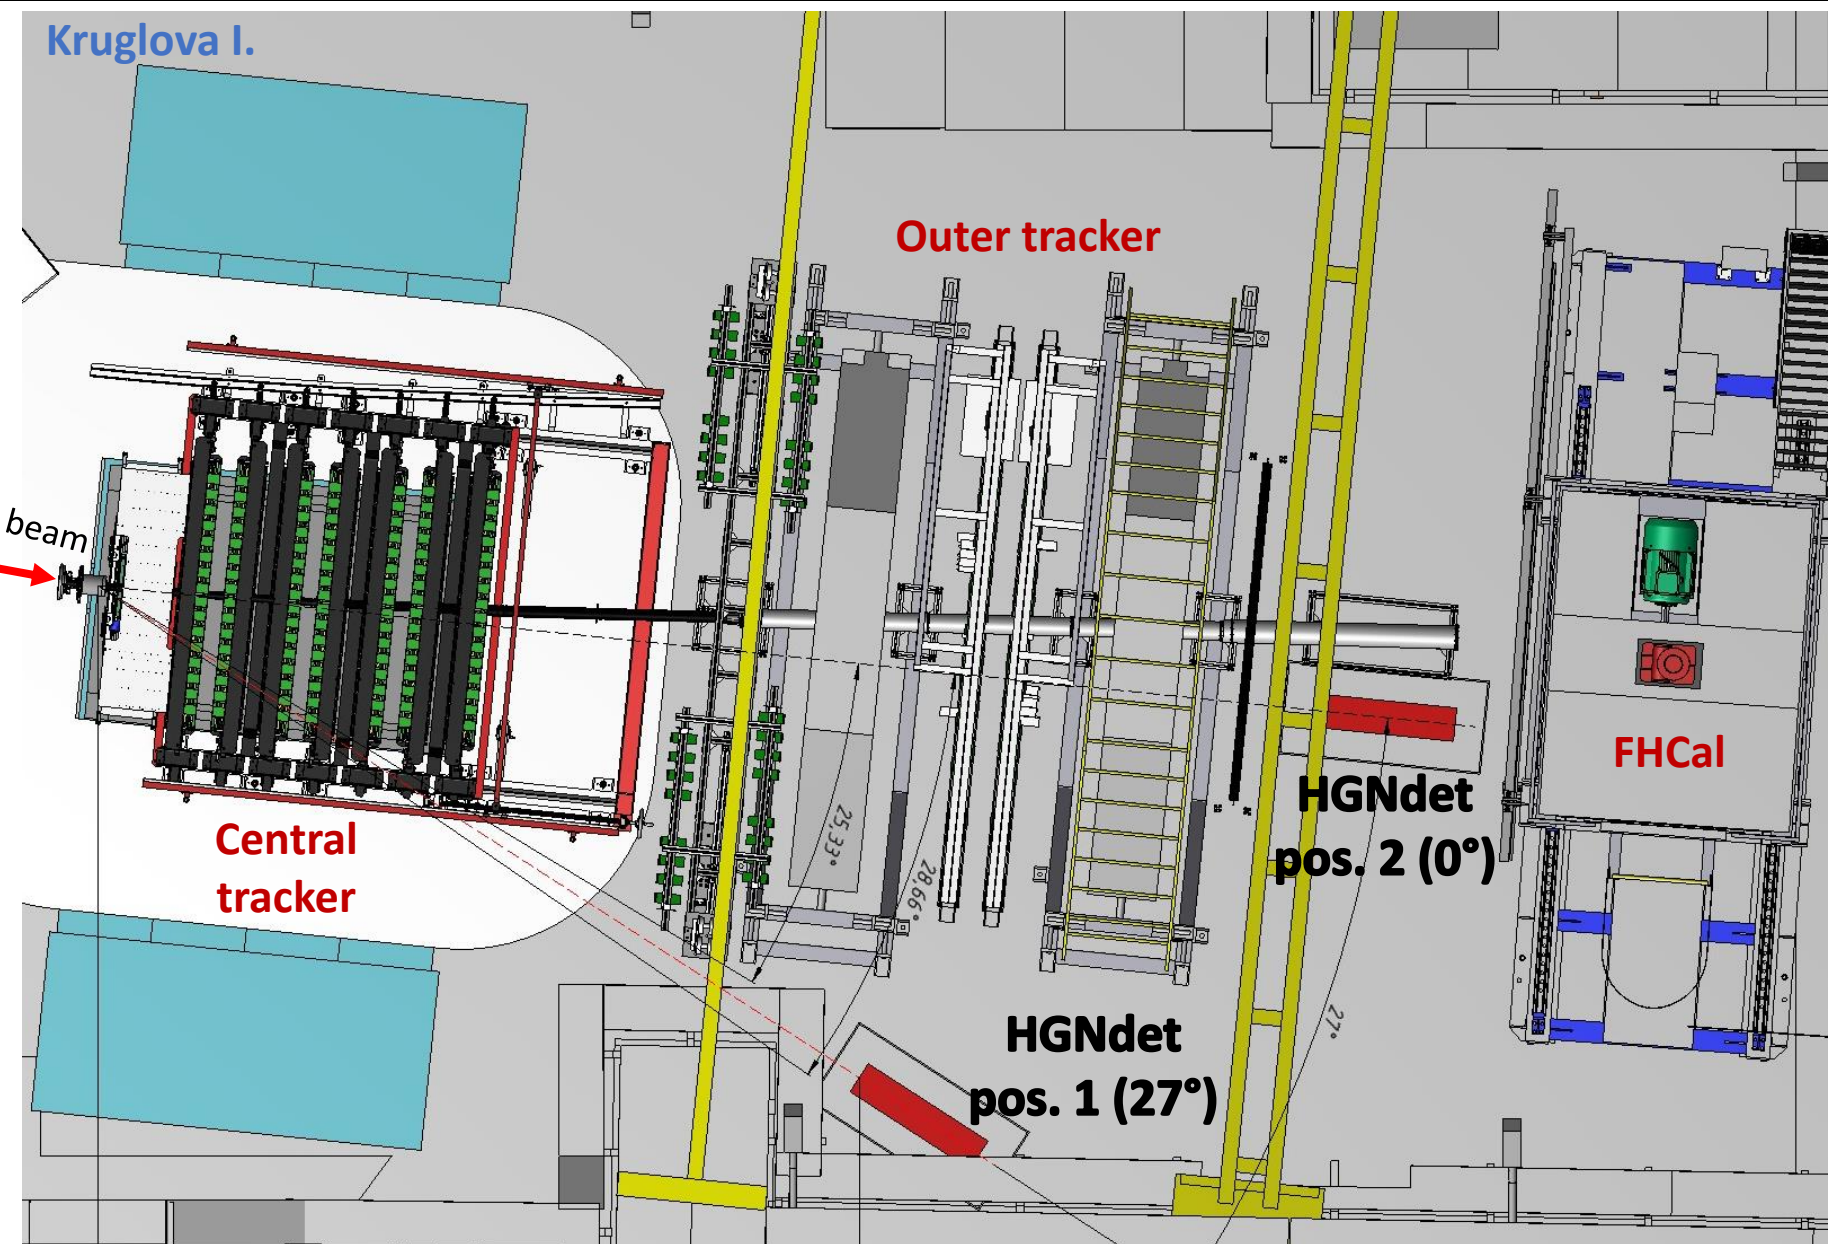 Kruglova I.
Outer tracker
beam
FHCal
HGNdet
pos. 2 (0°)
25,33°
Central
tracker
28,66°
27°
HGNdet
pos. 1 (27°)